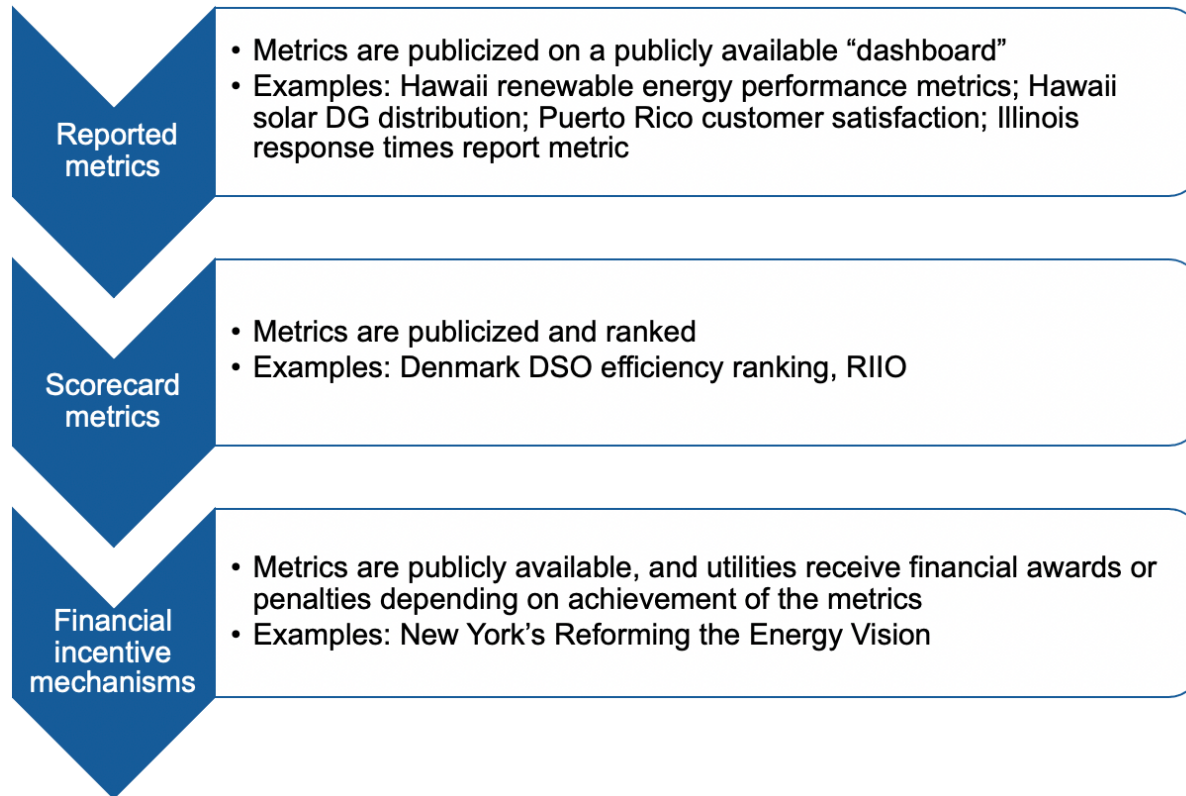 Reported
metrics
• Metrics are publicized on a publicly available “dashboard”
• Examples: Hawaii renewable energy performance metrics; Hawaii
solar DG distribution; Puerto Rico customer satisfaction; Illinois
response times report metric
Scorecard
metrics
• Metrics are publicized and ranked
• Examples: Denmark DSO efficiency ranking, RIIO
Financial
incentive
mechanisms
• Metrics are publicly available, and utilities receive financial awards or
penalties depending on achievement of the metrics
• Examples: New York’s Reforming the Energy Vision